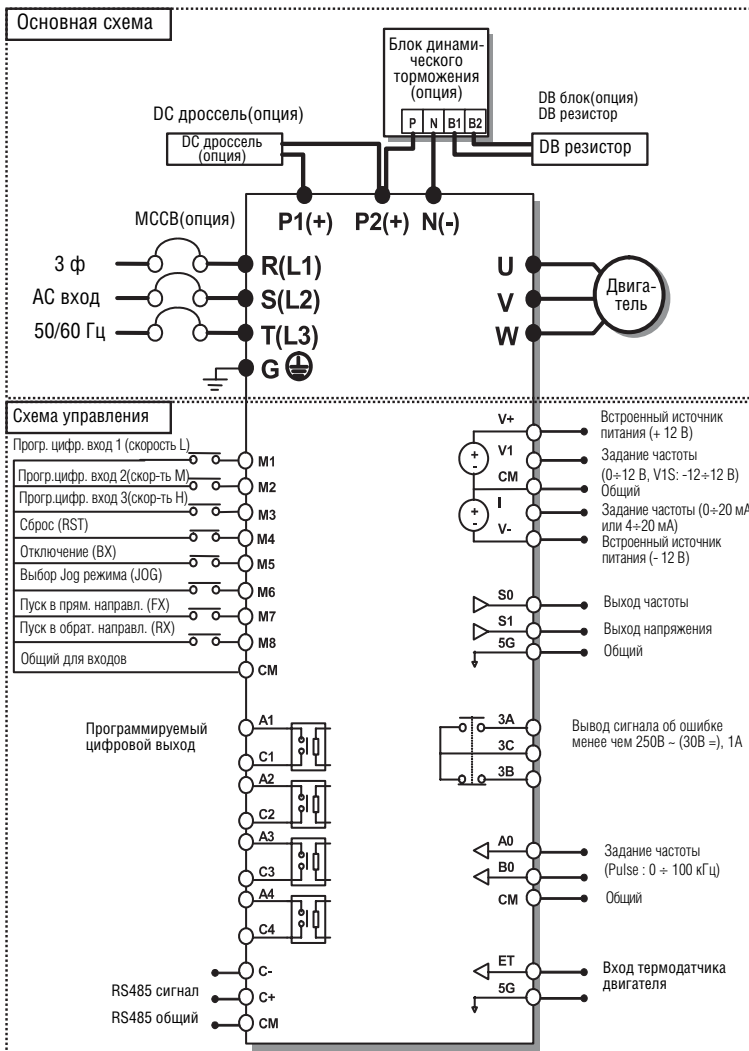 Основная схема
Блок динами-
ческого
торможения
(опция)
P N B1 B2
DB блок(опция)
DB резистор
DB резистор
DC дроссель(опция)
DC дроссель
(опция)
P1(+) P2(+) N(-)
MCCB(опция)
3 ф
AC вход
50/60 Гц
R(L1)
S(L2)
T(L3)
G
U
V
W
Двига-
тель
Схема управления
Прогр. цифр. вход 1 (скорость L)
Прогр.цифр. вход 2(скор-ть M)
Прогр.цифр. вход 3(скор-ть H)
Сброс (RST)
Отключение (BX)
Выбор Jog режима (JOG)
Пуск в прям. направл. (FX)
Пуск в обрат. направл. (RX)
Общий для входов
M1
M2
M3
M4
M5
M6
M7
M8
CM
V+
V1
CM
I
V-
Встроенный источник
питания (+ 12 В)
Задание частоты
(0÷12 В, V1S: -12÷12 В)
Общий
Задание частоты (0÷20 мА
или 4÷20 мА)
Встроенный источник
питания (- 12 В)
S0
S1
5G
Выход частоты
Выход напряжения
Общий
Программируемый
цифровой выход
A1
C1
A2
C2
A3
C3
A4
C4
3A
3C
3B
Вывод сигнала об ошибке
менее чем 250В ~ (30В =), 1А
A0
B0
CM
Задание частоты
(Pulse : 0 ÷ 100 кГц)
Общий
RS485 сигнал
RS485 общий
C-
C+
CM
ET
5G
Вход термодатчика
двигателя